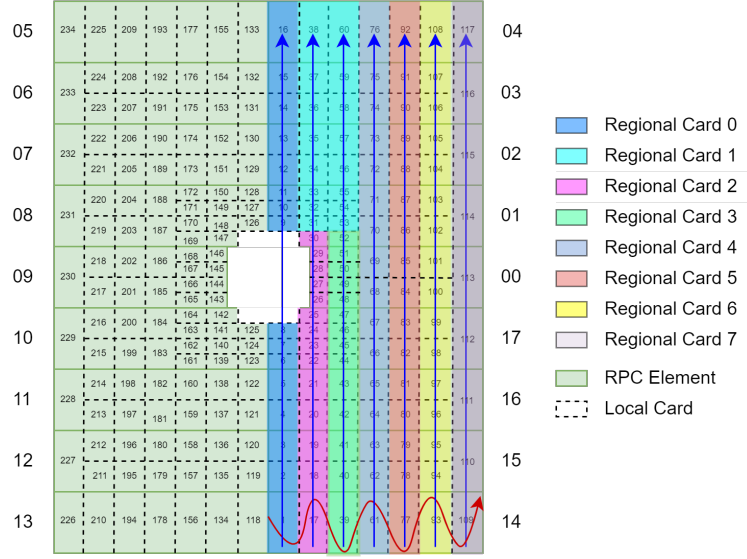 05 234 225 209 193 177 155 133 16 38 60 76 92 108 117 04
224 208 192 176 154 132 15 37 59 75 91 107
06 233 116 03
223 207 191 175 153 131 14 36 58 74 90 106
222 206 190 174 152 130 13 35 57 73 89 105
07 232 115 02
221 205 189 173 151 129 12 34 56 72 88 104
172 150 128 11 33 55
220 204 188 71 87 103
171 149 127 10 32 54
08 231 114 01
170 148 126 9 31 53
219 203 187 70 86 102
169 147 30 52
168 146 29 51
218 202 186 69 85 101
167 145 28 50
09 230 113 00
166 144 27 49
217 201 185 68 84 100
165 143 26 48
164 142 25 47
216 200 184 67 83 99
163 141 125 8 24 46
10 229 112 17
162 140 124 7 23 45
215 199 183 66 82 98
161 139 123 6 22 44
214 198 182 160 138 122 5 21 43 65 81 97
11 228 111 16
213 197 181 159 137 121 4 20 42 64 80 96
212 196 180 158 136 120 3 19 41 63 79 95
12 227 110 15
211 195 179 157 135 119 2 18 40 62 78 94
13 226 210 194 178 156 134 118 1 17 39 61 77 93 109 14
Regional Card 0
Regional Card 1
Regional Card 2
Regional Card 3
Regional Card 4
Regional Card 5
Regional Card 6
Regional Card 7
RPC Element
Local Card